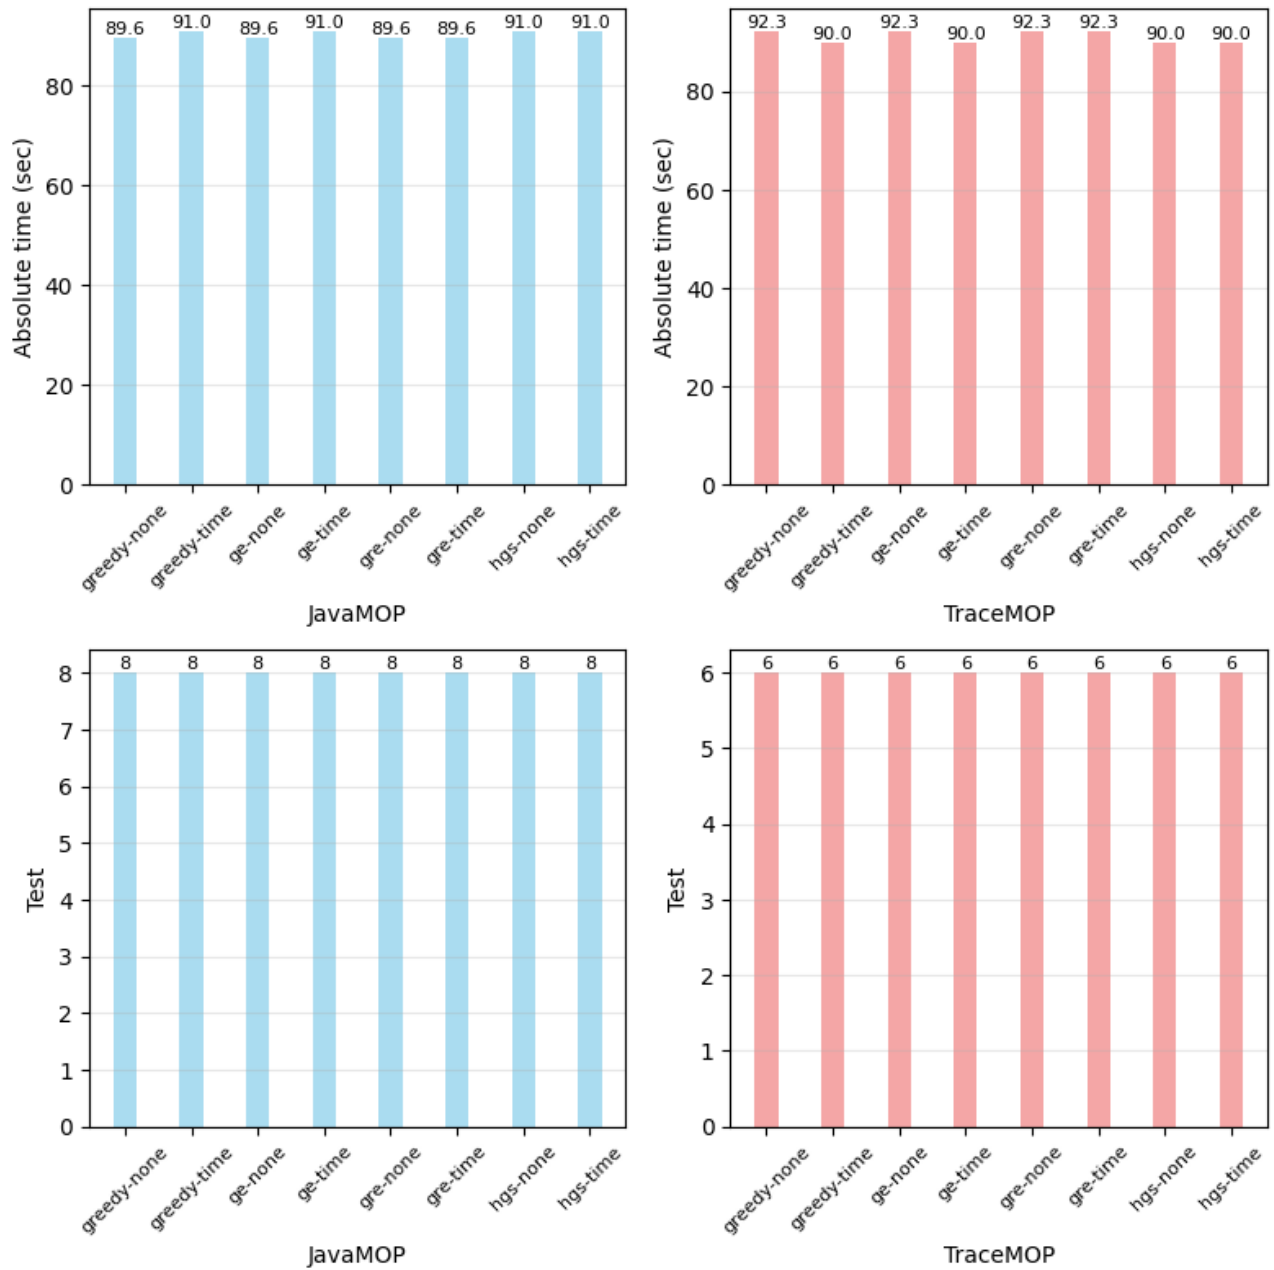 89.6 91.0 89.6 91.0 89.6 89.6 91.0 91.0
80
60
40
20
0
Absolute time (sec)
greedy-none greedy-time ge-none ge-time gre-none gre-time hgs-none hgs-time
JavaMOP
92.3 90.0 92.3 90.0 92.3 92.3 90.0 90.0
80
60
40
20
0
Absolute time (sec)
greedy-none greedy-time ge-none ge-time gre-none gre-time hgs-none hgs-time
TraceMOP
8 8 8 8 8 8 8 8
8
7
6
5
4
3
2
1
0
Test
greedy-none greedy-time ge-none ge-time gre-none gre-time hgs-none hgs-time
JavaMOP
6 6 6 6 6 6 6 6
6
5
4
3
2
1
0
Test
greedy-none greedy-time ge-none ge-time gre-none gre-time hgs-none hgs-time
TraceMOP